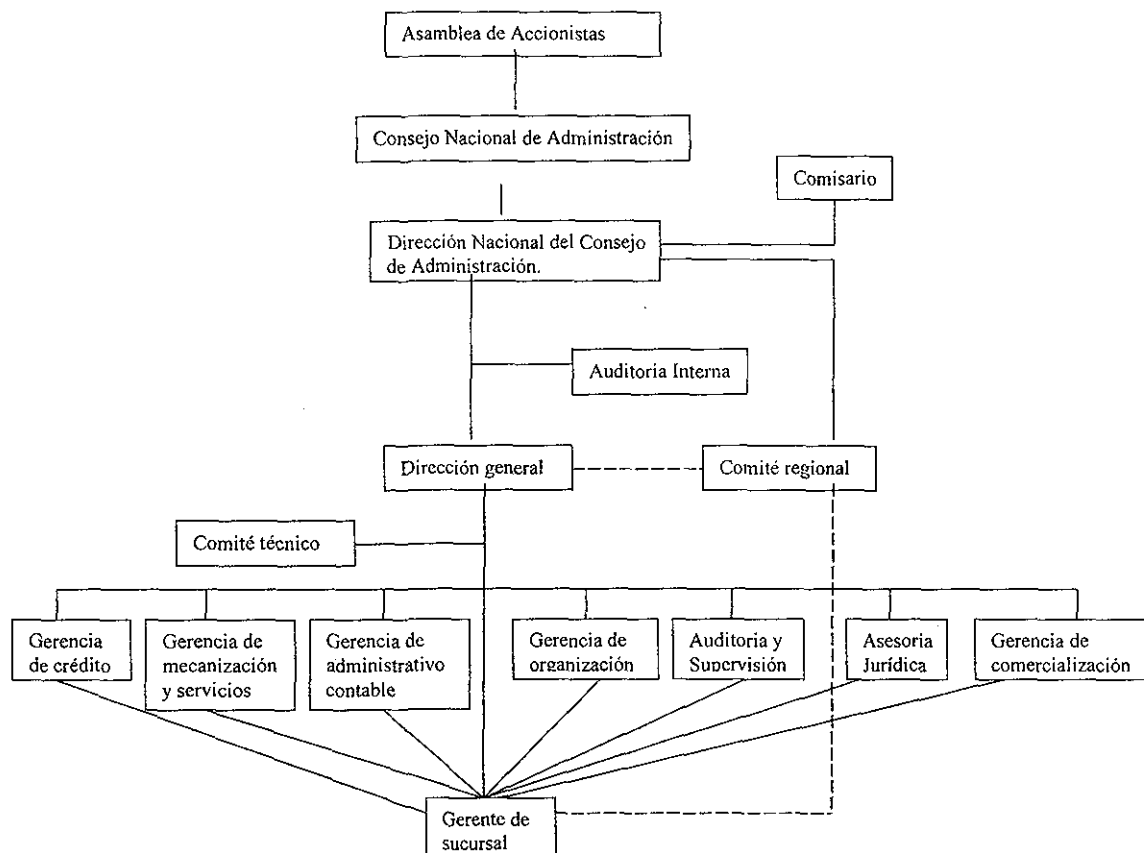 Asamblea de Accionistas
Consejo Nacional de Administración
Comisario
Dirección Nacional del Consejo
de Administración.
Auditoria Interna
Dirección general
Comité regional
Comité técnico
Gerencia
de crédito
Gerencia de
mecanización
y servicios
Gerencia de
administrativo
contable
Gerencia de
organización
Auditoria y
Supervisión
Asesoria
Jurídica
Gerencia de
comercialización
Gerente de
sucursal